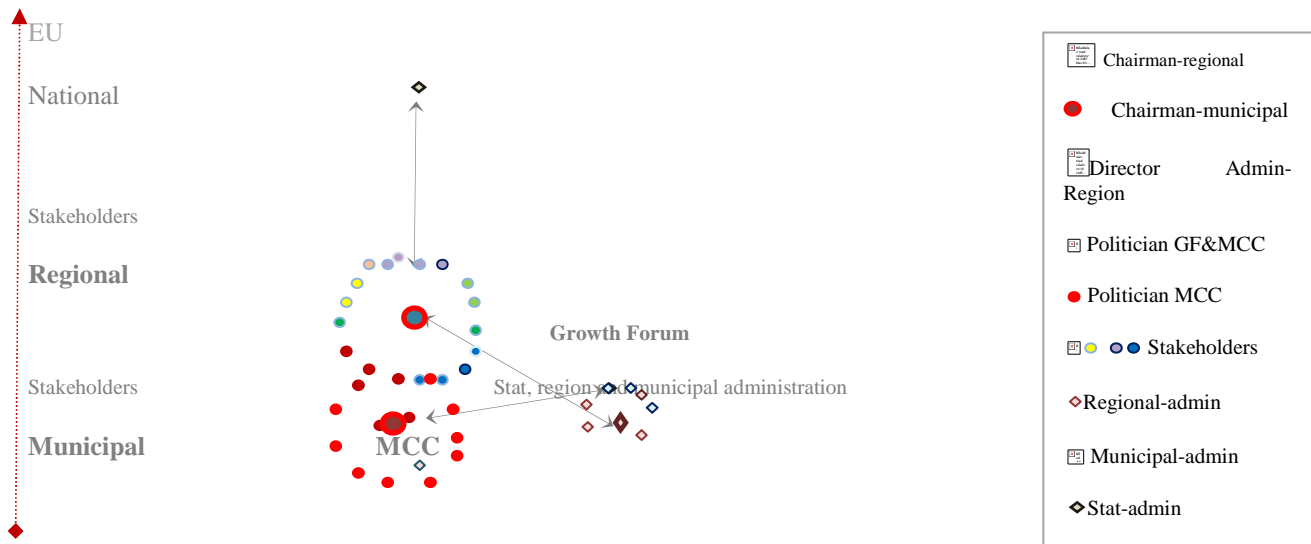 EU
National
Stakeholders
Regional
Growth Forum
Stakeholders
Stat, region and municipal administration
Municipal
MCC
Chairman-regional
Chairman-municipal
Director Admin-
Region
Politician GF&MCC
Politician MCC
Stakeholders
Regional-admin
Municipal-admin
Stat-admin